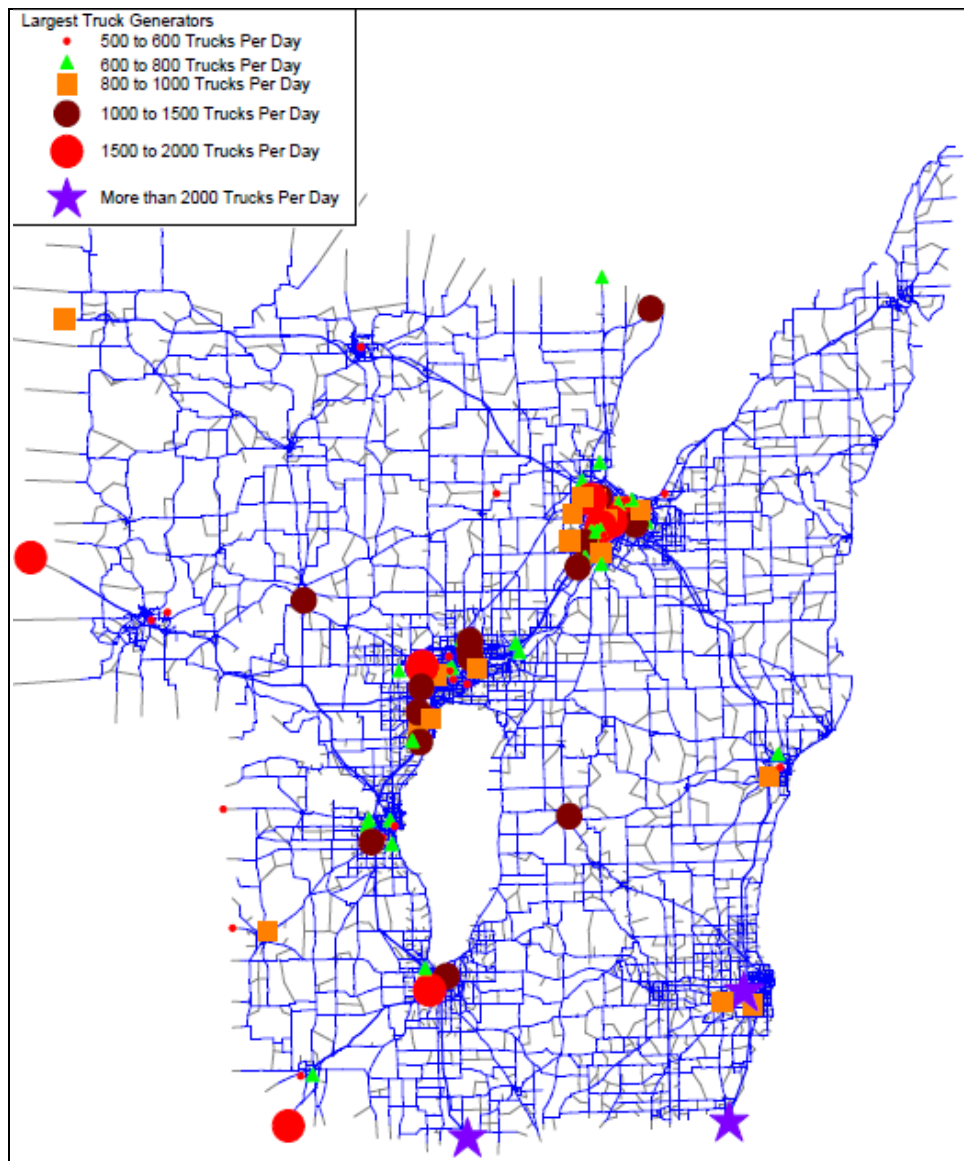 Largest Truck Generators
500 to 600 Trucks Per Day
600 to 800 Trucks Per Day
800 to 1000 Trucks Per Day
1000 to 1500 Trucks Per Day
1500 to 2000 Trucks Per Day
More than 2000 Trucks Per Day